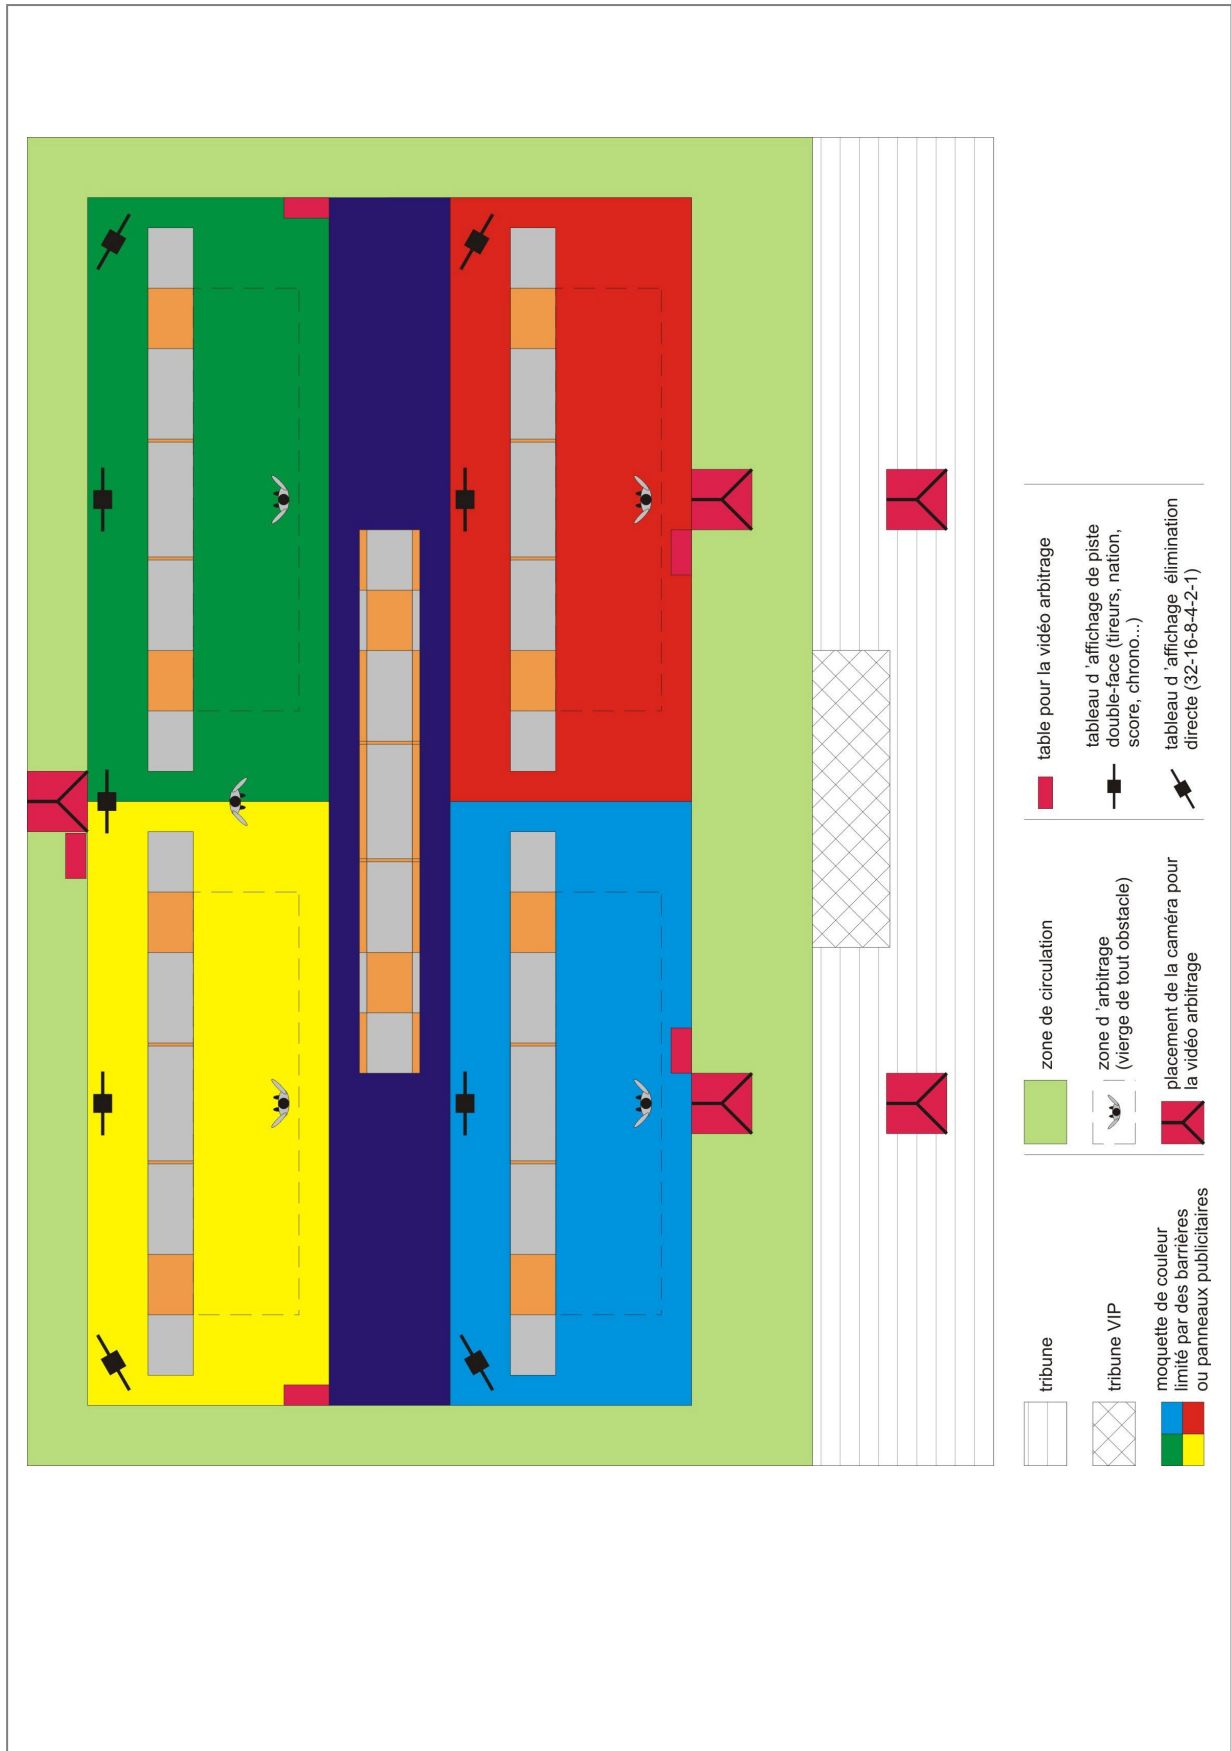 tribune
tribune VIP
moquette de couleur
limité par des barrières
ou panneaux publicitaires
zone de circulation
zone d 'arbitrage
(vierge de tout obstacle)
placement de la caméra pour
la vidéo arbitrage
table pour la vidéo arbitrage
tableau d 'affichage de piste
double-face (tireurs, nation,
score, chrono...)
tableau d 'affichage élimination
directe (32-16-8-4-2-1)